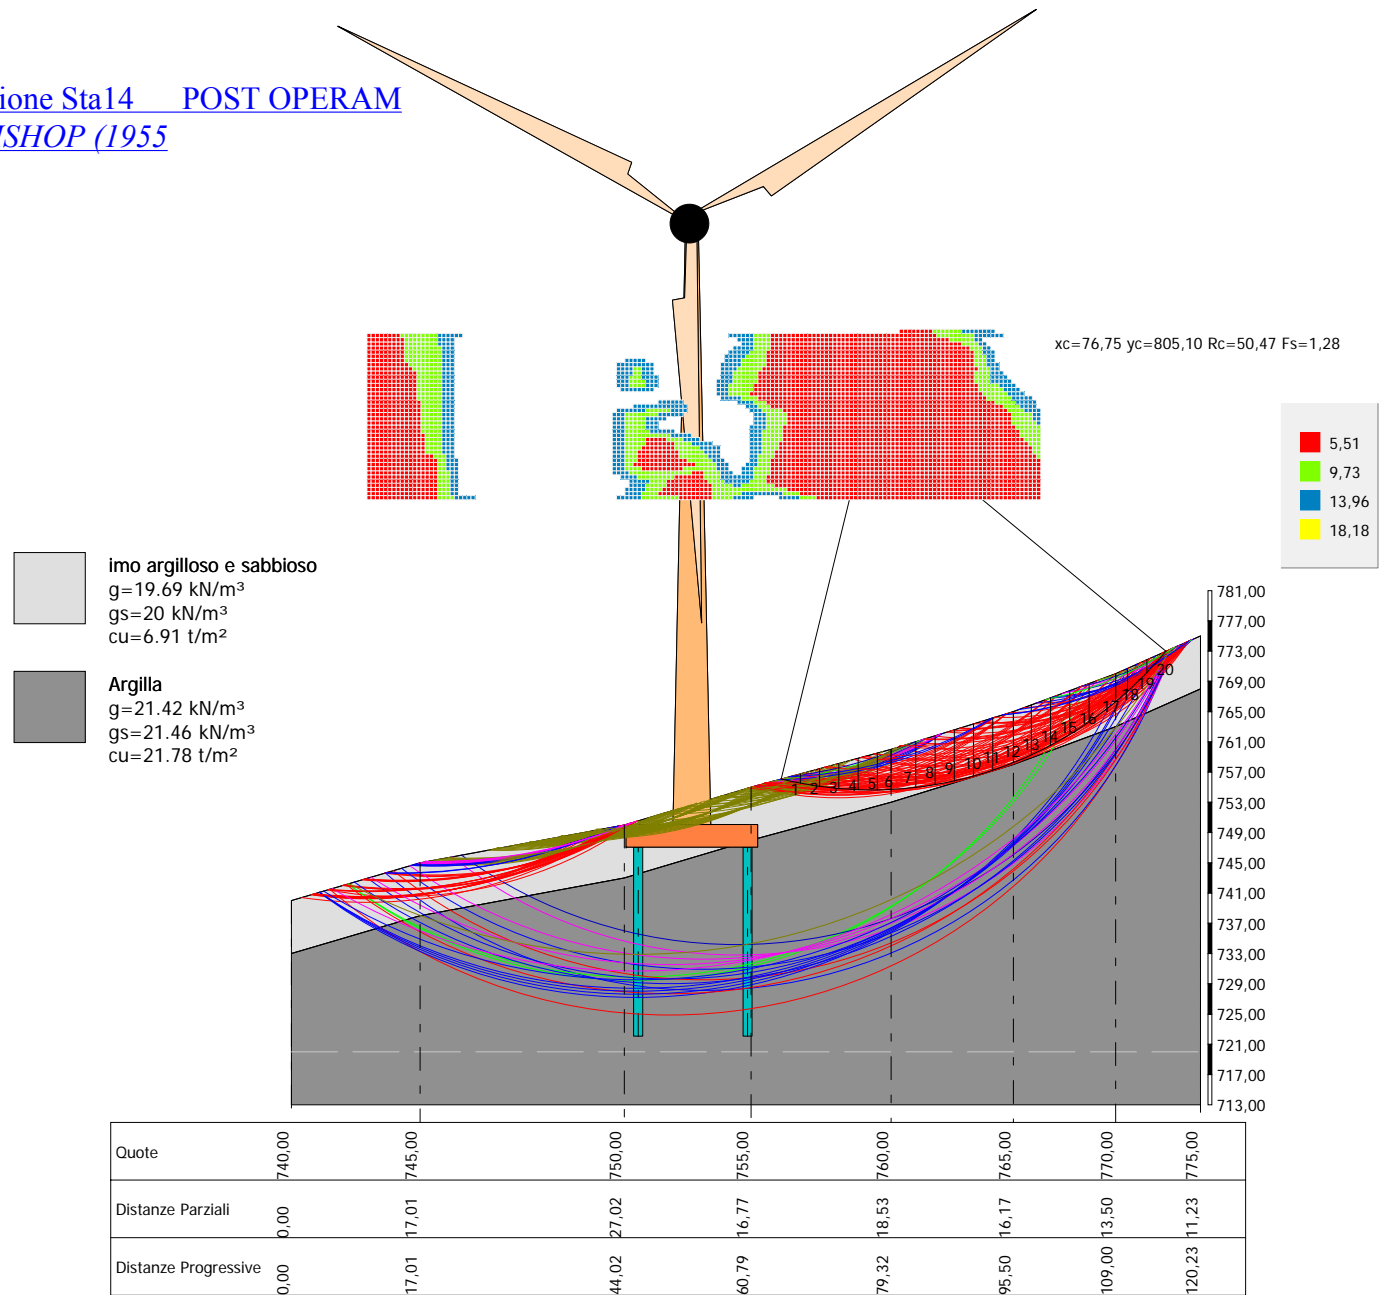 ione Sta14 POST OPERAM
ISHOP (1955
xc=76,75 yc=805,10 Rc=50,47 Fs=1,28
5,51
9,73
13,96
18,18
imo argilloso e sabbioso
g=19.69 kN/m³
gs=20 kN/m³
cu=6.91 t/m²
Argilla
g=21.42 kN/m³
gs=21.46 kN/m³
cu=21.78 t/m²
781,00
777,00
773,00
769,00
765,00
761,00
757,00
753,00
749,00
745,00
741,00
737,00
733,00
729,00
725,00
721,00
717,00
713,00
1 2 3 4 5 6 7 8 9 10 11 12 13 14 15 16 17 18 19 20
Quote 740,00 745,00 750,00 755,00 760,00 765,00 770,00 775,00
Distanze Parziali 0,00 17,01 27,02 16,77 18,53 16,17 13,50 11,23
Distanze Progressive 0,00 17,01 44,02 60,79 79,32 95,50 109,00 120,23